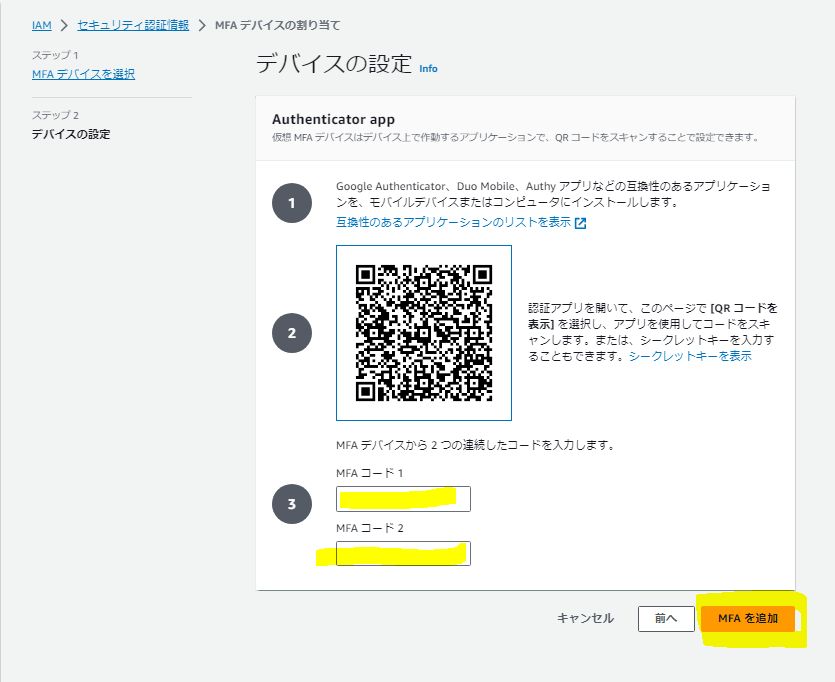 IAM > セキュリティ認証情報 > MFA デバイスの割り当て
ステップ 1
MFA デバイスを選択
ステップ 2
デバイスの設定
デバイスの設定 Info
Authenticator app
仮想 MFA デバイスはデバイス上で作動するアプリケーションで、QR コードをスキャンすることで設定できます。
1
Google Authenticator、Duo Mobile、Authy アプリなどの互換性のあるアプリケーショ
ンを、モバイルデバイスまたはコンピュータにインストールします。
互換性のあるアプリケーションのリストを表示
2
認証アプリを開いて、このページで [QR コードを
表示] を選択し、アプリを使用してコードをスキ
ャンします。または、シークレットキーを入力す
ることもできます。シークレットキーを表示
MFA デバイスから 2 つの連続したコードを入力します。
3
MFA コード 1
MFA コード 2
キャンセル
前へ
MFA を追加